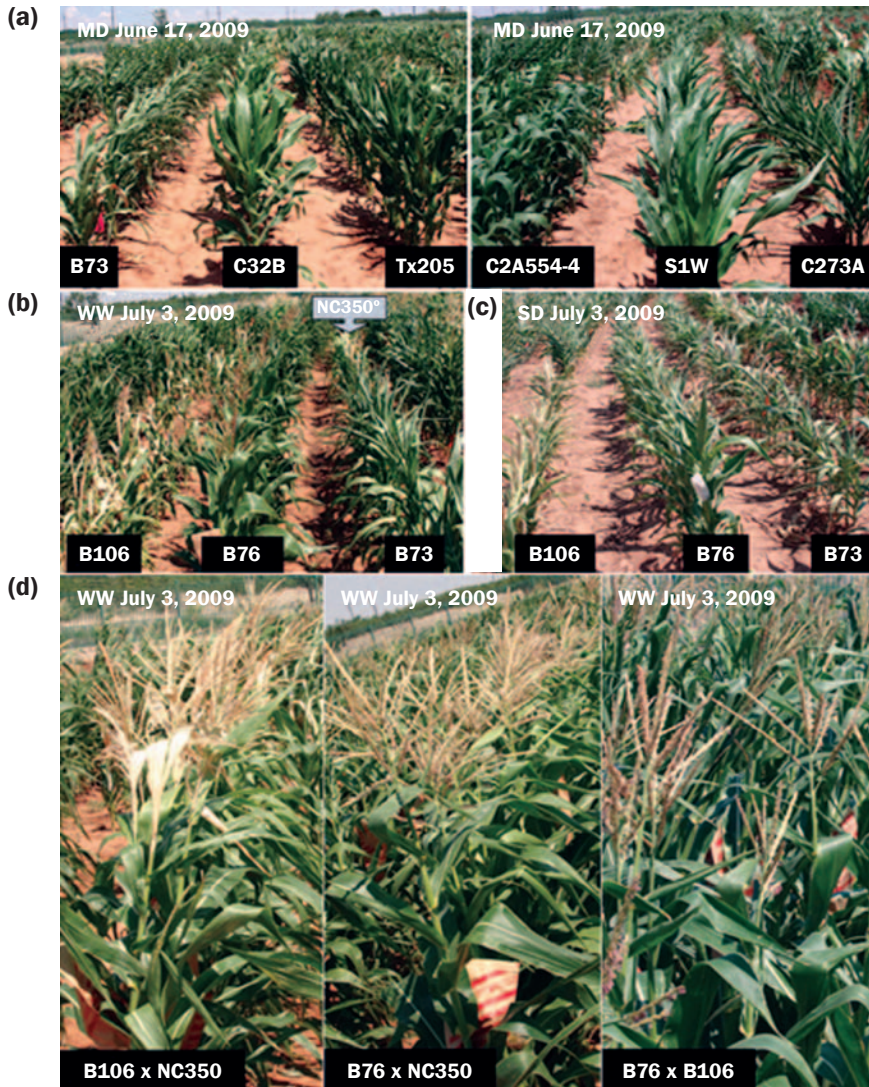 (a)
MD June 17, 2009
MD June 17, 2009
B73
C32B
Tx205
C2A554-4
S1W
C273A
(b)
WW July 3, 2009
NC350º
(c)
SD July 3, 2009
B106
B76
B73
B106
B76
B73
(d)
WW July 3, 2009
WW July 3, 2009
WW July 3, 2009
B106 x NC350
B76 x NC350
B76 x B106